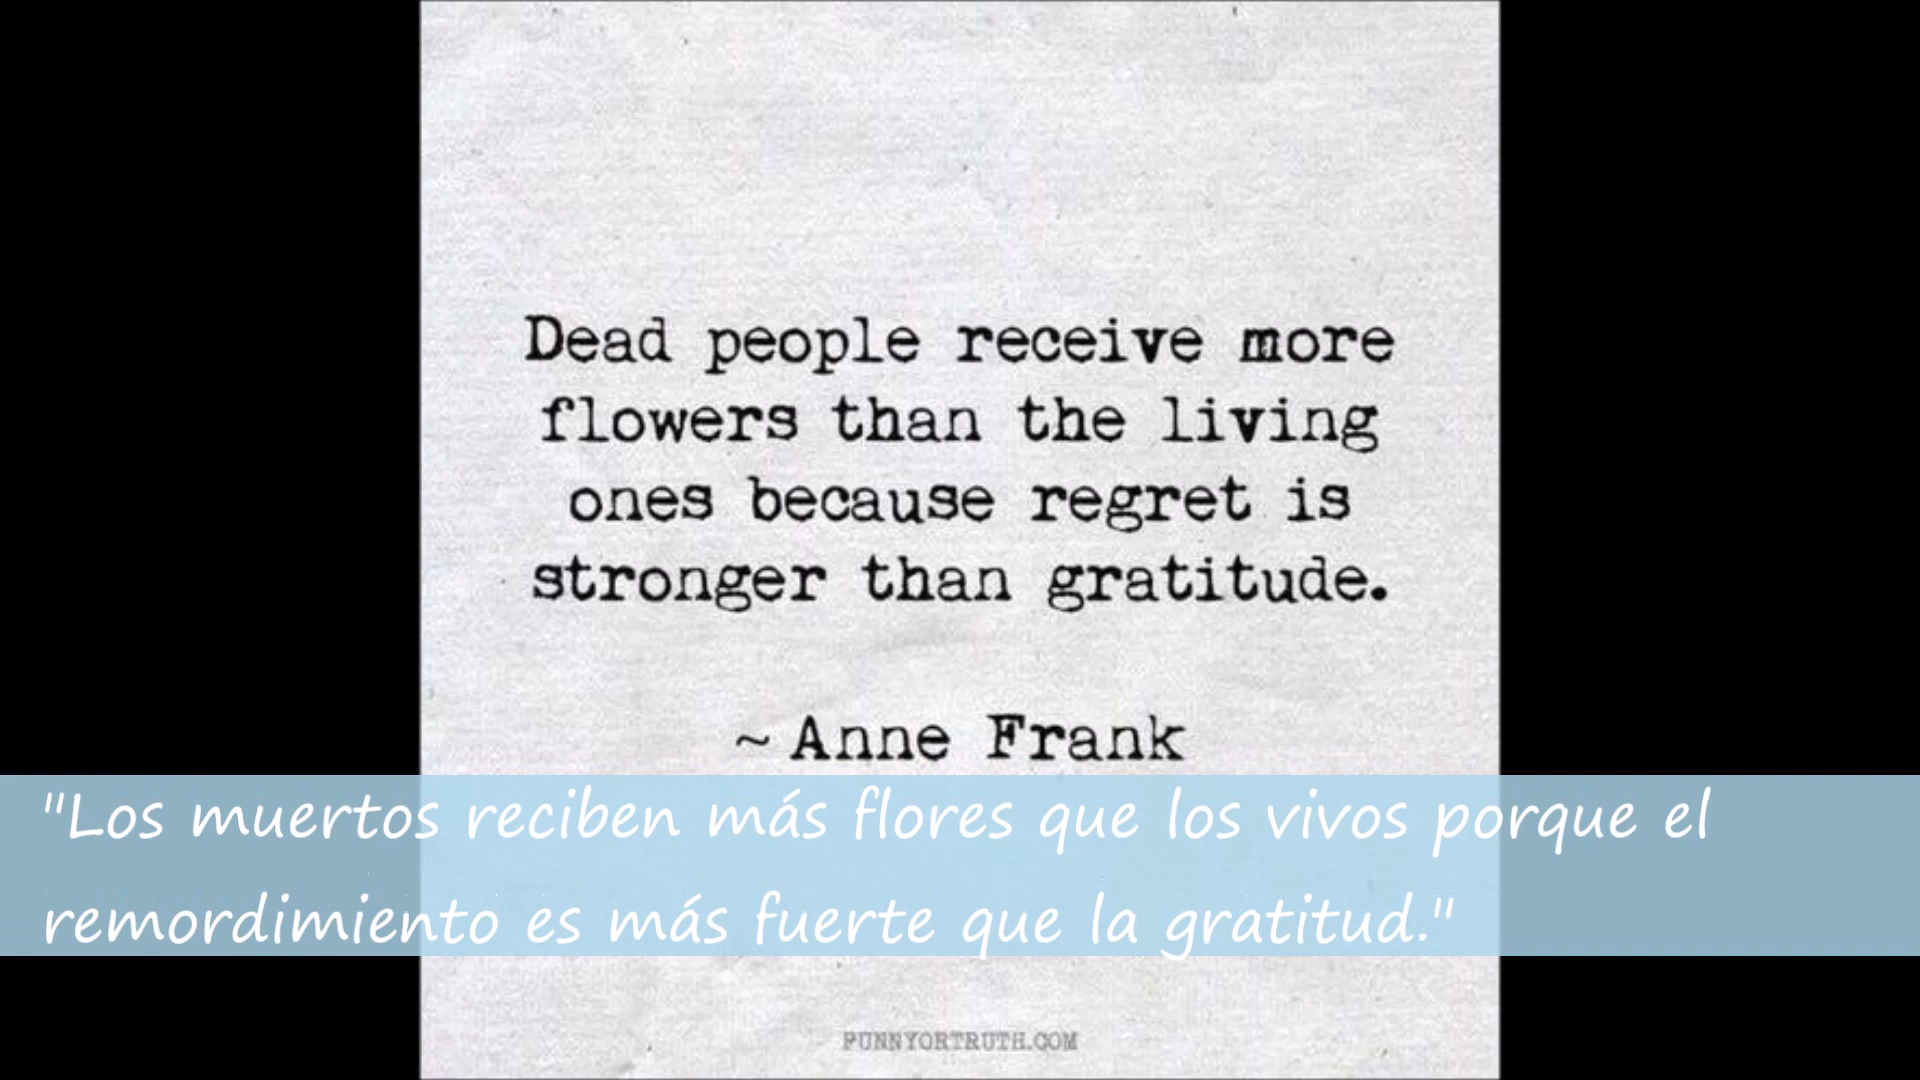 Dead people receive more
flowers than the living
ones because regret is
stronger than gratitude.
~ Anne Frank
"Los muertos reciben más flores que los vivos porque el
remordimiento es más fuerte que la gratitud."
FUNNYORTRUTH.COM